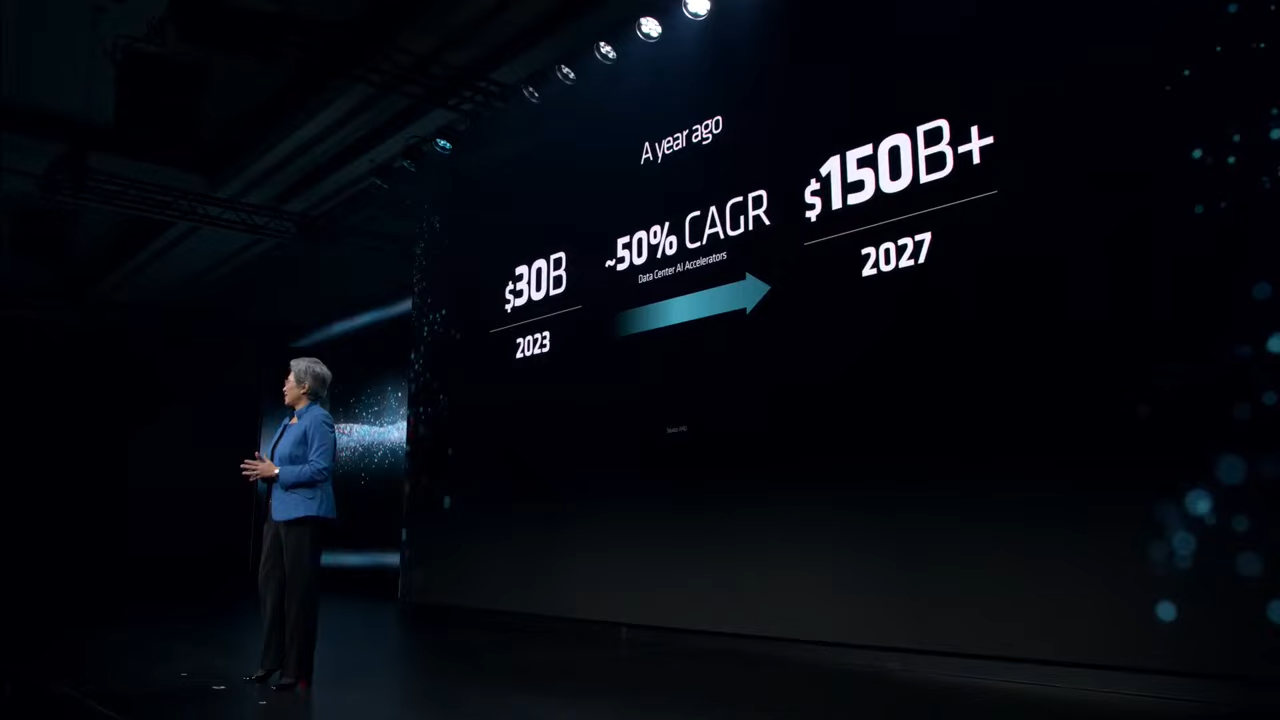 A year ago
$30B
2023
~50% CAGR
Data Center AI Accelerators
$150B+
2027